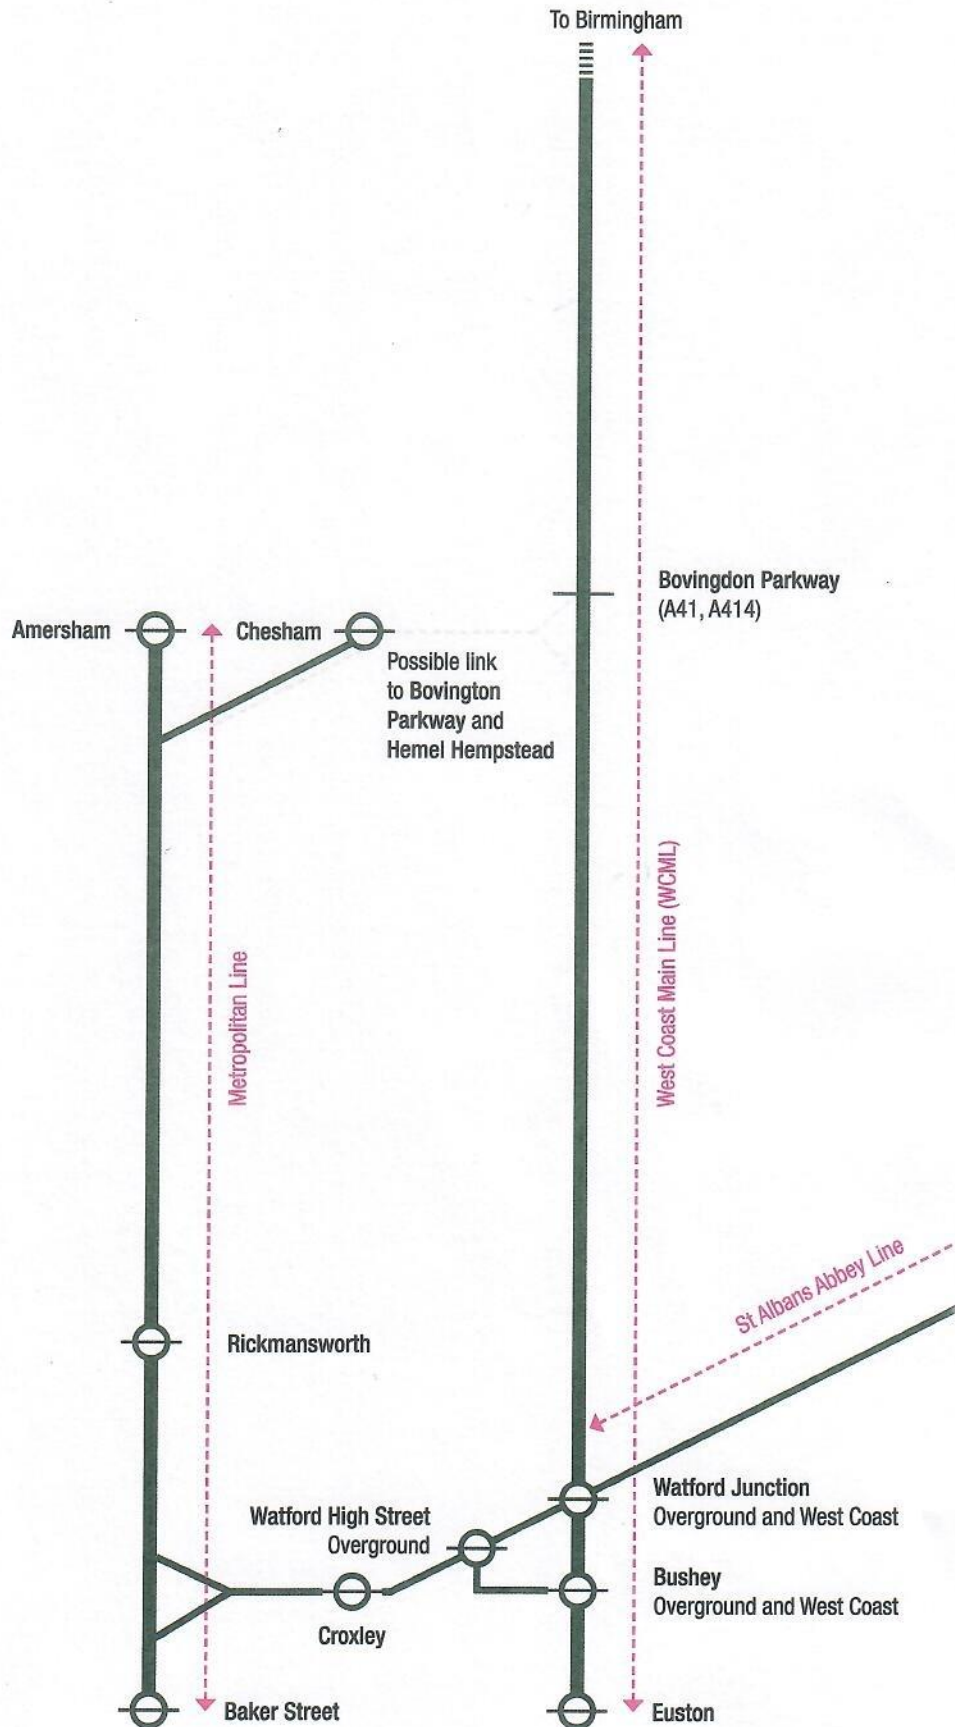 To Birmingham
Bovingdon Parkway
(A41, A414)
Amersham
Chesham
Possible link
to Bovington
Parkway and
Hemel Hempstead
Metropolitan Line
West Coast Main Line (WCML)
St Albans Abbey Line
Rickmansworth
Watford Junction
Overground and West Coast
Watford High Street
Overground
Bushey
Overground and West Coast
Croxley
Baker Street
Euston